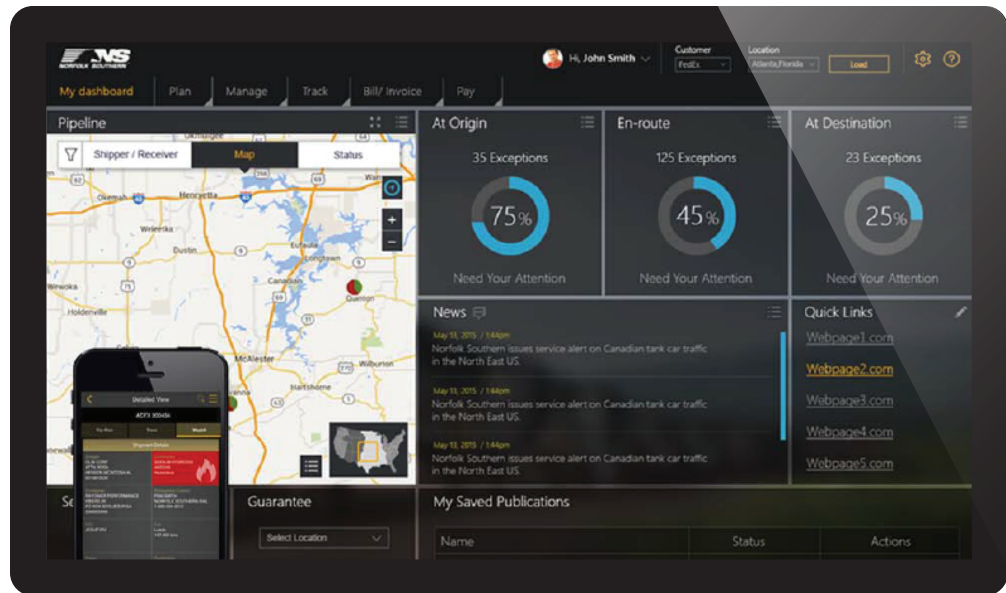 NS
NORFOLK SOUTHERN
Hi, John Smith
Customer
FedEx
Location
Atlanta,Florida
Load
My dashboard
Plan
Manage
Track
Bill/ Invoice
Pay
Pipeline
Shipper / Receiver
Map
Status
Okmulgee
Okemah
Henryetta
Weleetka
Dustin
Eufaula
Longtown
Canadian
Quinton
Holdenville
McAlester
Wilburton
Hartshorne
At Origin
35 Exceptions
75%
Need Your Attention
En-route
125 Exceptions
45%
Need Your Attention
At Destination
23 Exceptions
25%
Need Your Attention
News
May 13, 2015 / 1:44pm
Norfolk Southern issues service alert on Canadian tank car traffic
in the North East US.
May 13, 2015 / 1:44pm
Norfolk Southern issues service alert on Canadian tank car traffic
in the North East US.
May 13, 2015 / 1:44pm
Norfolk Southern issues service alert on Canadian tank car traffic
in the North East US.
Quick Links
Webpage1.com
Webpage2.com
Webpage3.com
Webpage4.com
Webpage5.com
Detailed View
Shipment Details
Se
Guarantee
Select Location
My Saved Publications
Name
Status
Actions